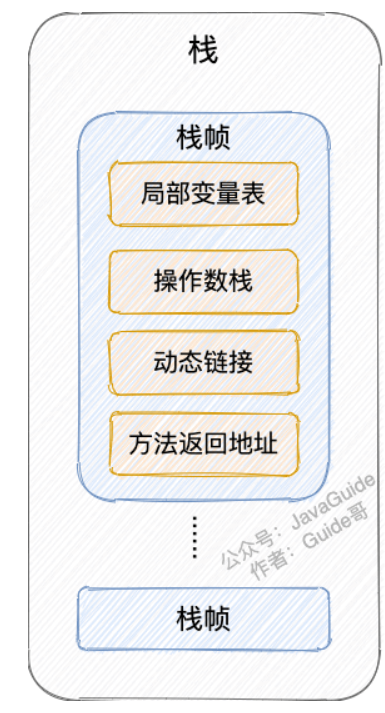 栈
栈帧
局部变量表
操作数栈
动态链接
方法返回地址
......
公众号：JavaGuide
作者：Guide哥
栈帧